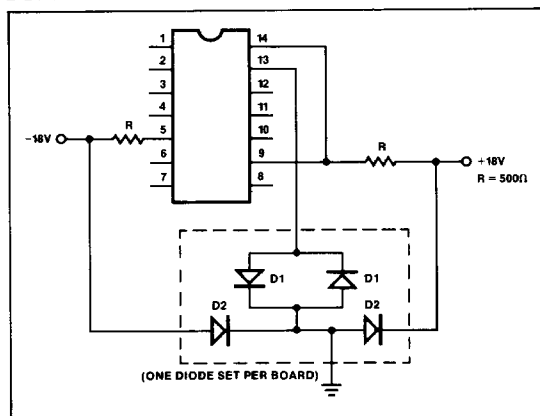 1 14
2 13
3 12
4 11
-18V R 5 10
6 9 R +18V
7 8 R = 500Ω
D1 D1
D2 D2
(ONE DIODE SET PER BOARD)